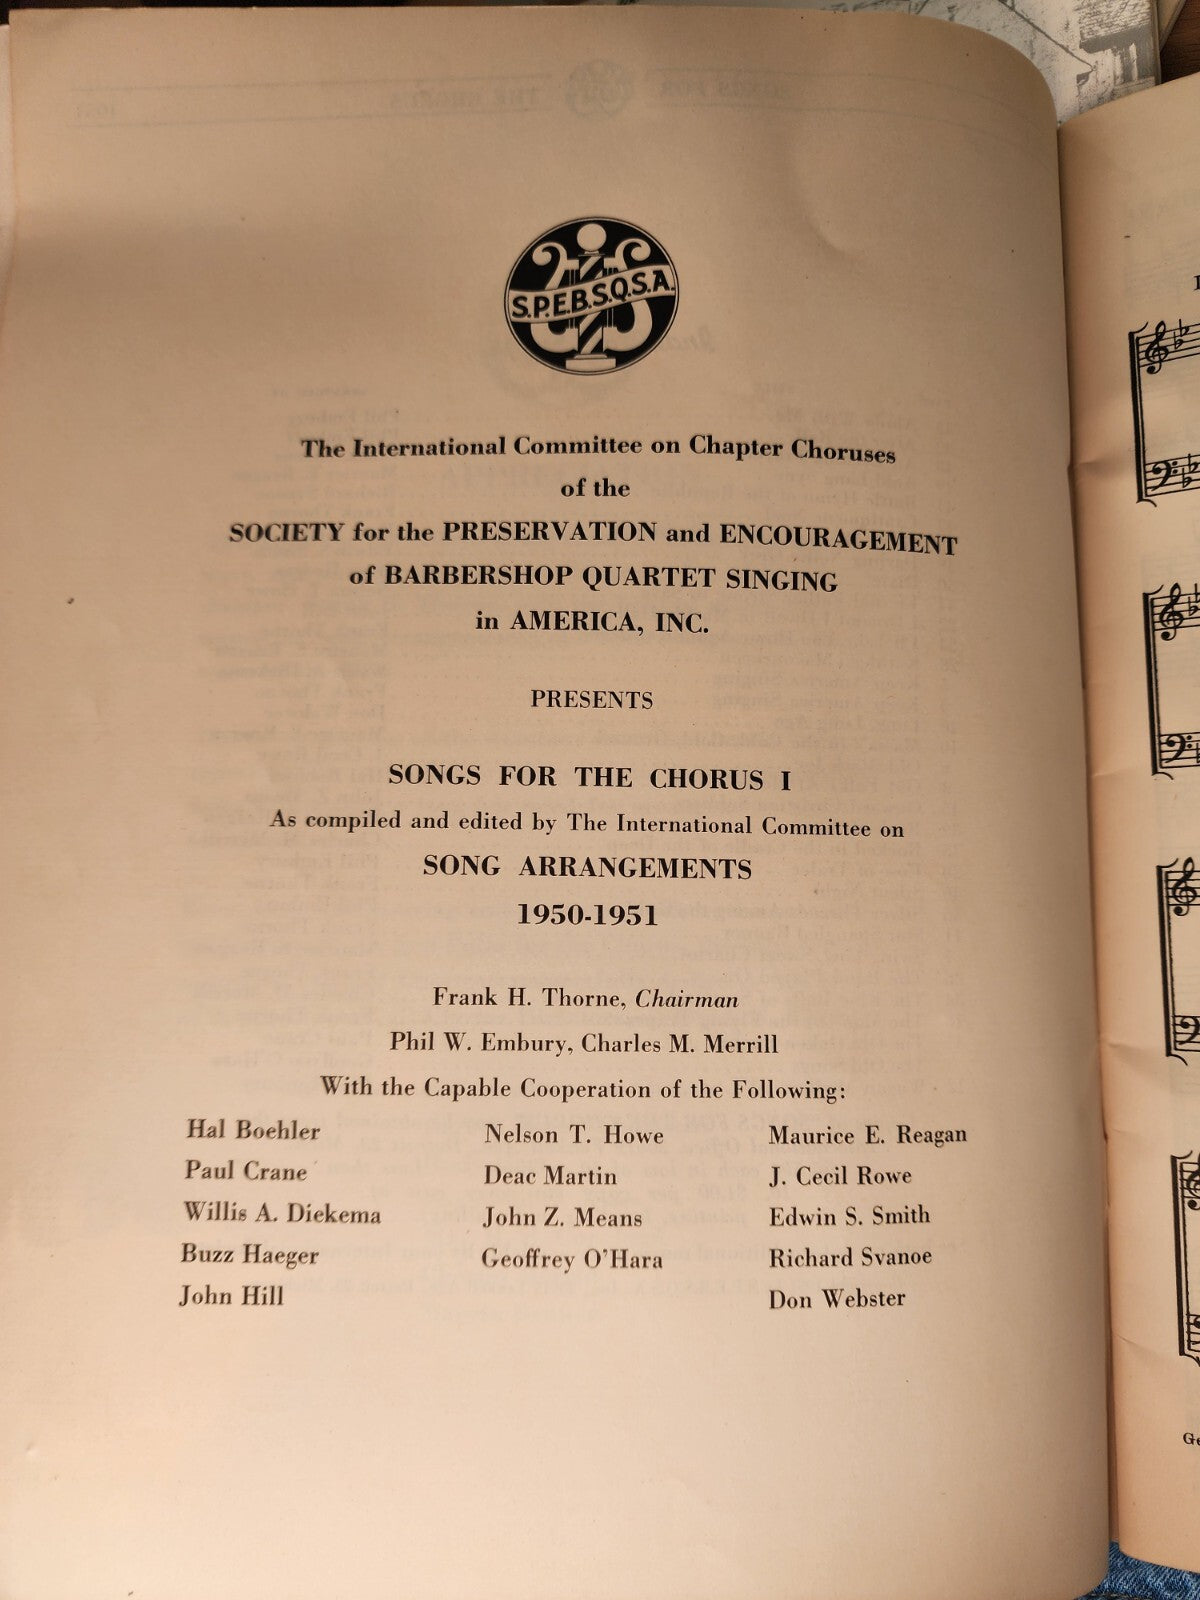 S.P.E.B.S.Q.S.A.
The International Committee on Chapter Choruses
of the
SOCIETY for the PRESERVATION and ENCOURAGEMENT
of BARBERSHOP QUARTET SINGING
in AMERICA, INC.
PRESENTS
SONGS FOR THE CHORUS I
As compiled and edited by The International Committee on
SONG ARRANGEMENTS
1950-1951
Frank H. Thorne, Chairman
Phil W. Embury, Charles M. Merrill
With the Capable Cooperation of the Following:
Hal Boehler
Paul Crane
Willis A. Diekema
Buzz Haeger
John Hill
Nelson T. Howe
Deac Martin
John Z. Means
Geoffrey O'Hara
Maurice E. Reagan
J. Cecil Rowe
Edwin S. Smith
Richard Svanoe
Don Webster